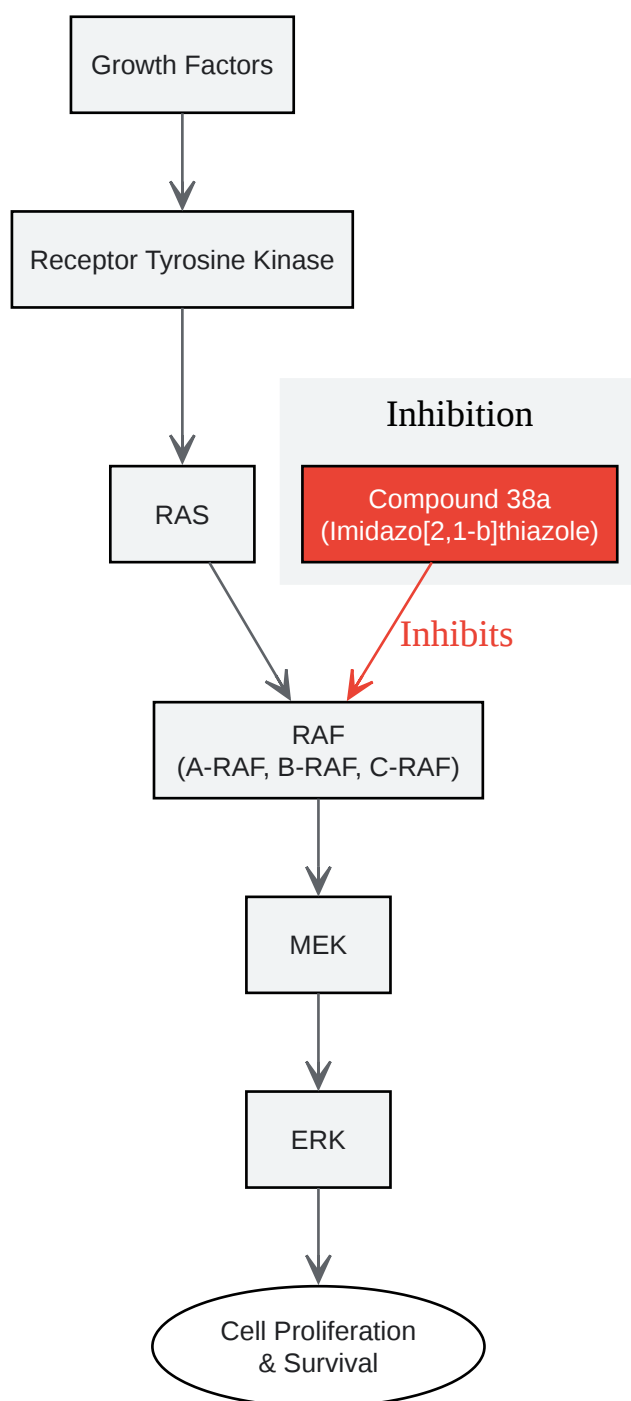 Growth Factors
Receptor Tyrosine Kinase
Inhibition
RAS
Compound 38a
(Imidazo[2,1-b]thiazole)
Inhibits
RAF
(A-RAF, B-RAF, C-RAF)
MEK
ERK
Cell Proliferation
& Survival